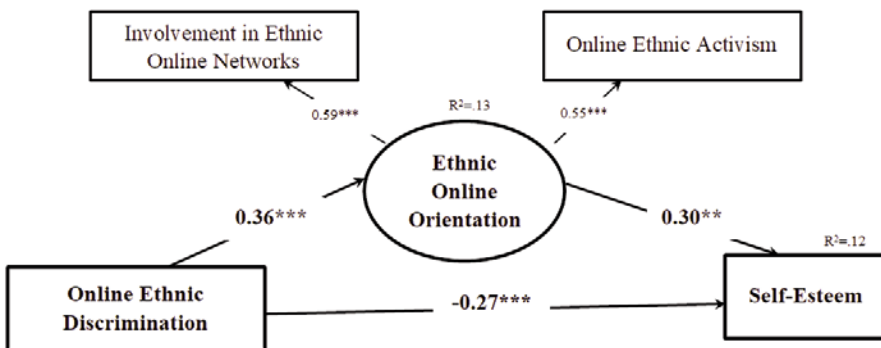 Involvement in Ethnic
Online Networks
Online Ethnic Activism
0.59***
R²=.13
0.55***
Ethnic
Online
Orientation
0.36***
0.30**
R²=.12
Online Ethnic
Discrimination
-0.27***
Self-Esteem